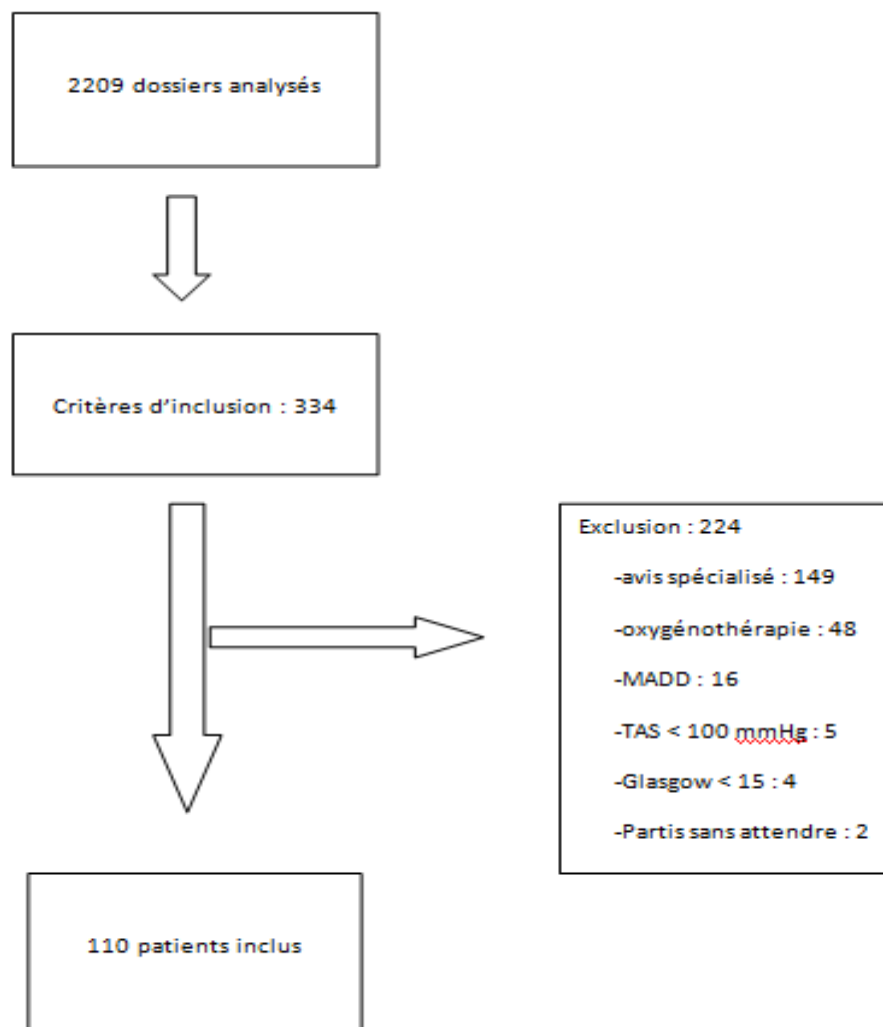 2209 dossiers analysés
Critères d’inclusion : 334
Exclusion : 224
-avis spécialisé : 149
-oxygénothérapie : 48
-MADD : 16
-TAS < 100 mmHg : 5
-Glasgow < 15 : 4
-Partis sans attendre : 2
110 patients inclus